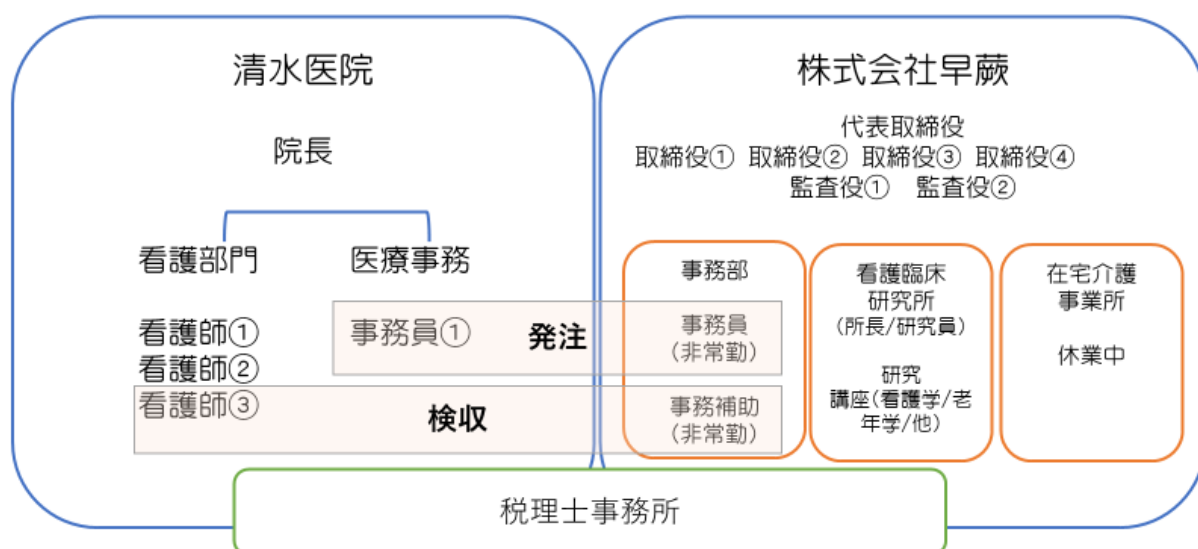 清水医院
院長
看護部門
医療事務
看護師①
看護師②
看護師③
事務員①
発注
検収
株式会社早蕨
代表取締役
取締役① 取締役② 取締役③ 取締役④
監査役① 監査役②
事務部
事務員
(非常勤)
事務補助
(非常勤)
看護臨床
研究所
(所長/研究員)
研究
講座(看護学/老
年学/他)
在宅介護
事業所
休業中
税理士事務所